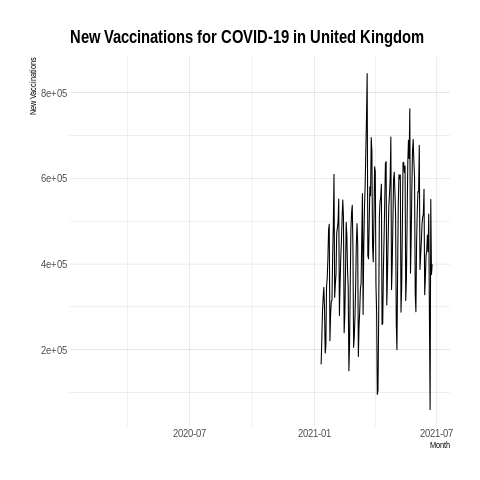 New Vaccinations for COVID-19 in United Kingdom
New Vaccinations
8e+05
6e+05
4e+05
2e+05
2020-07
2021-01
2021-07
Month